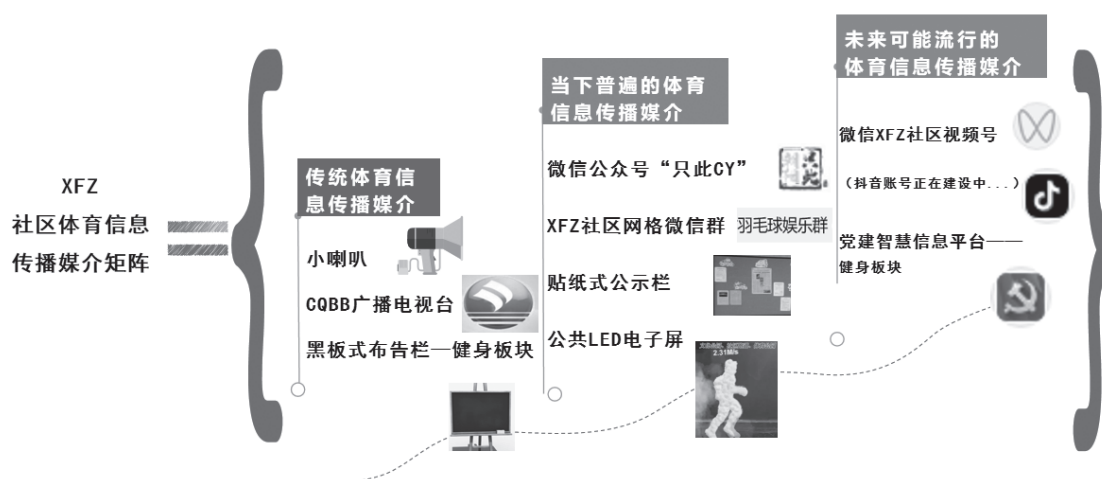 XFZ
社区体育信息
传播媒介矩阵
传统体育信
息传播媒介
小喇叭
CQBB广播电视台
黑板式布告栏—健身板块
当下普遍的体育
信息传播媒介
微信公众号“只此CY”
XFZ社区网格微信群
羽毛球娱乐群
贴纸式公示栏
公共LED电子屏
2.31M/s
未来可能流行的
体育信息传播媒介
微信XFZ社区视频号
（抖音账号正在建设中...）
党建智慧信息平台——
健身板块